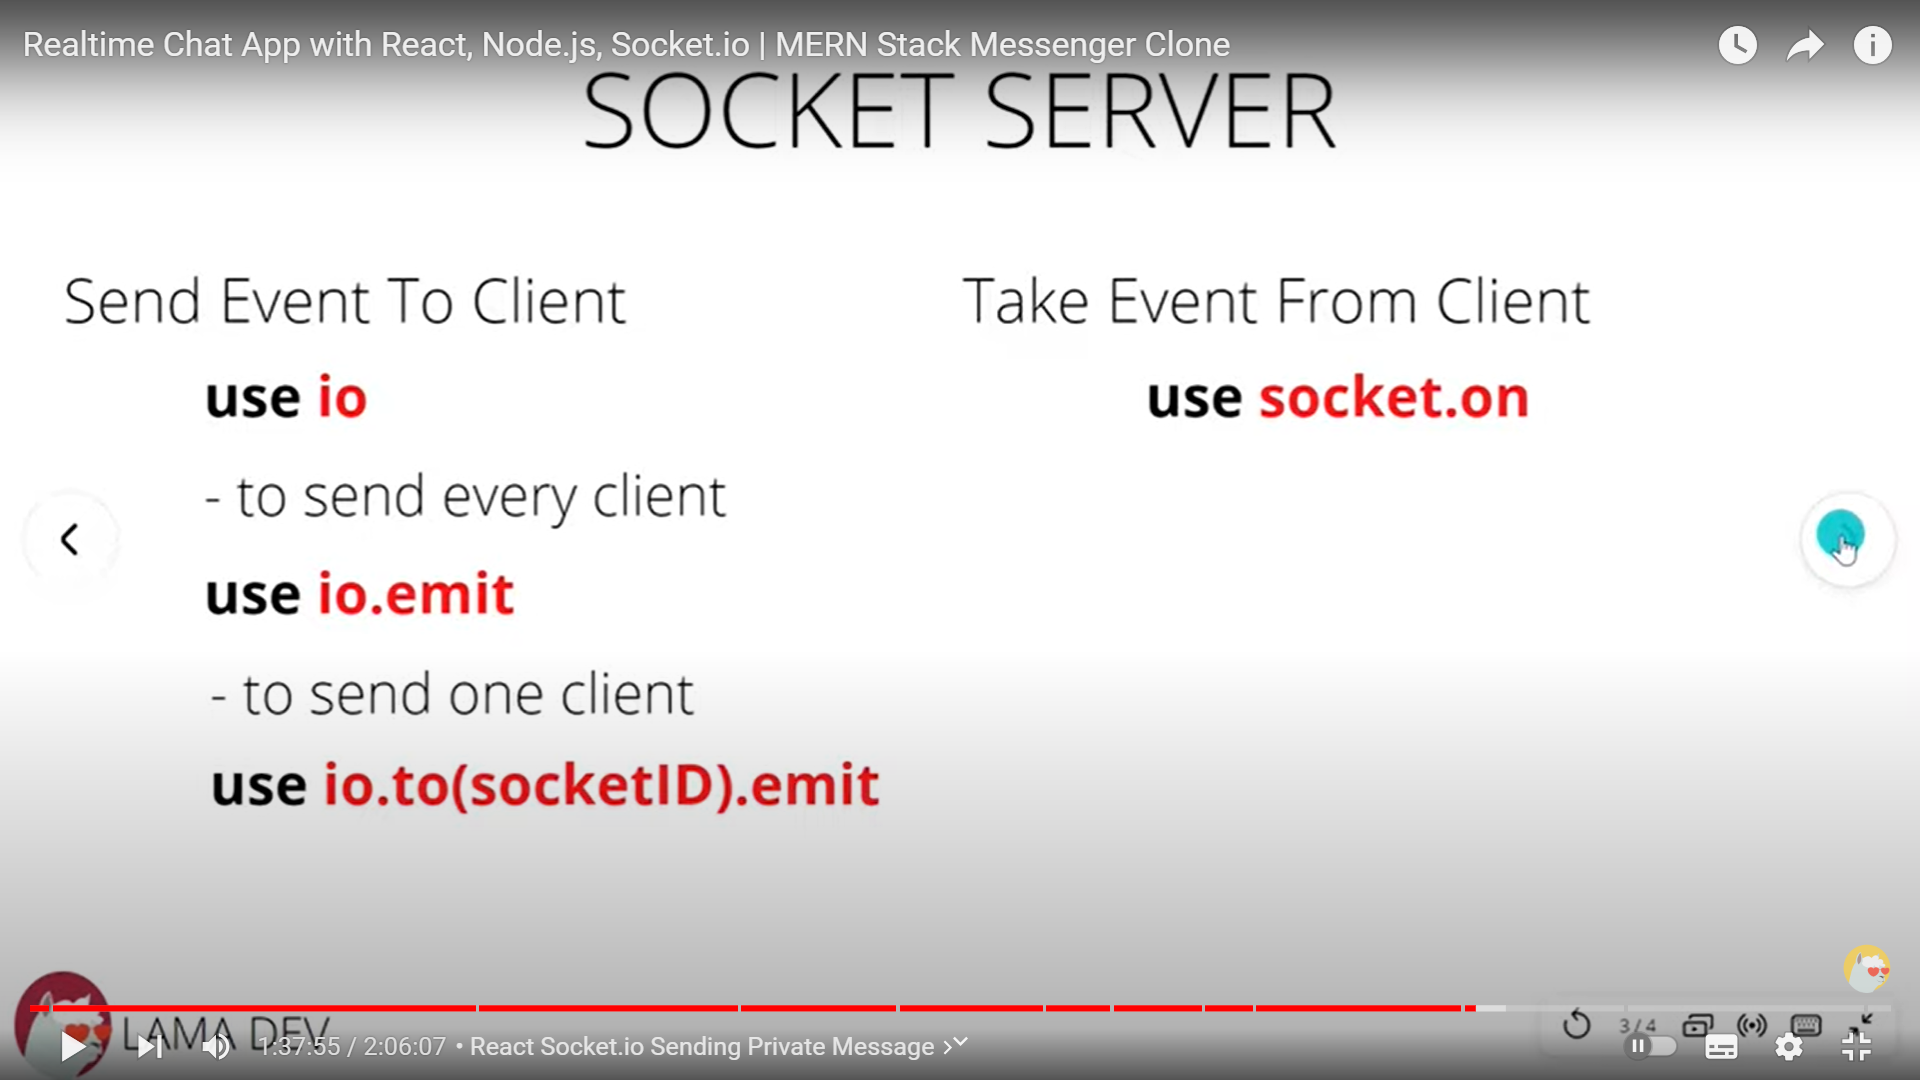 Realtime Chat App with React, Node.js, Socket.io | MERN Stack Messenger Clone
SOCKET SERVER
Send Event To Client
use io
- to send every client
use io.emit
- to send one client
use io.to(socketID).emit
Take Event From Client
use socket.on
LAMA DEV
1:37:55 / 2:06:07 • React Socket.io Sending Private Message
3/4